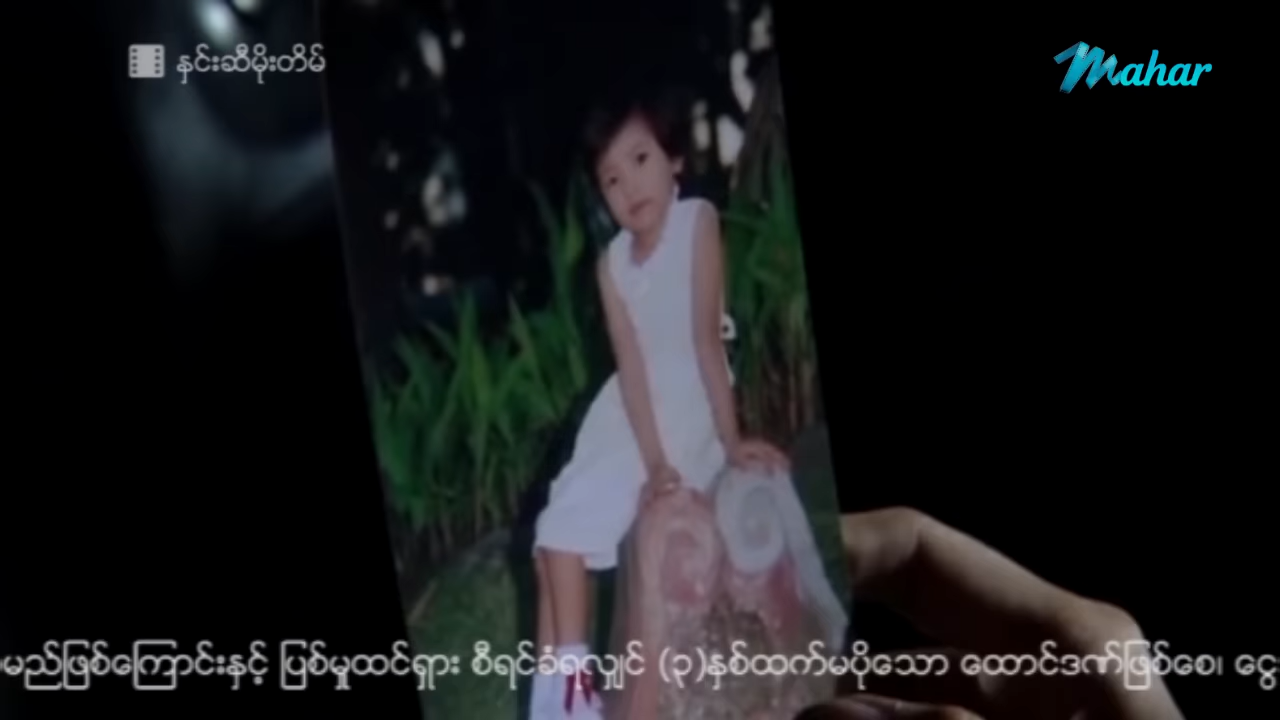 နှင်းဆီမိုးတိမ်
Mahar
မည်ဖြစ်ကြောင်းနှင့် ပြစ်မှုထင်ရှား စီရင်ခံရလျှင် (၃)နှစ်ထက်မပိုသော ထောင်ဒဏ်ဖြစ်စေ၊ ငွေ